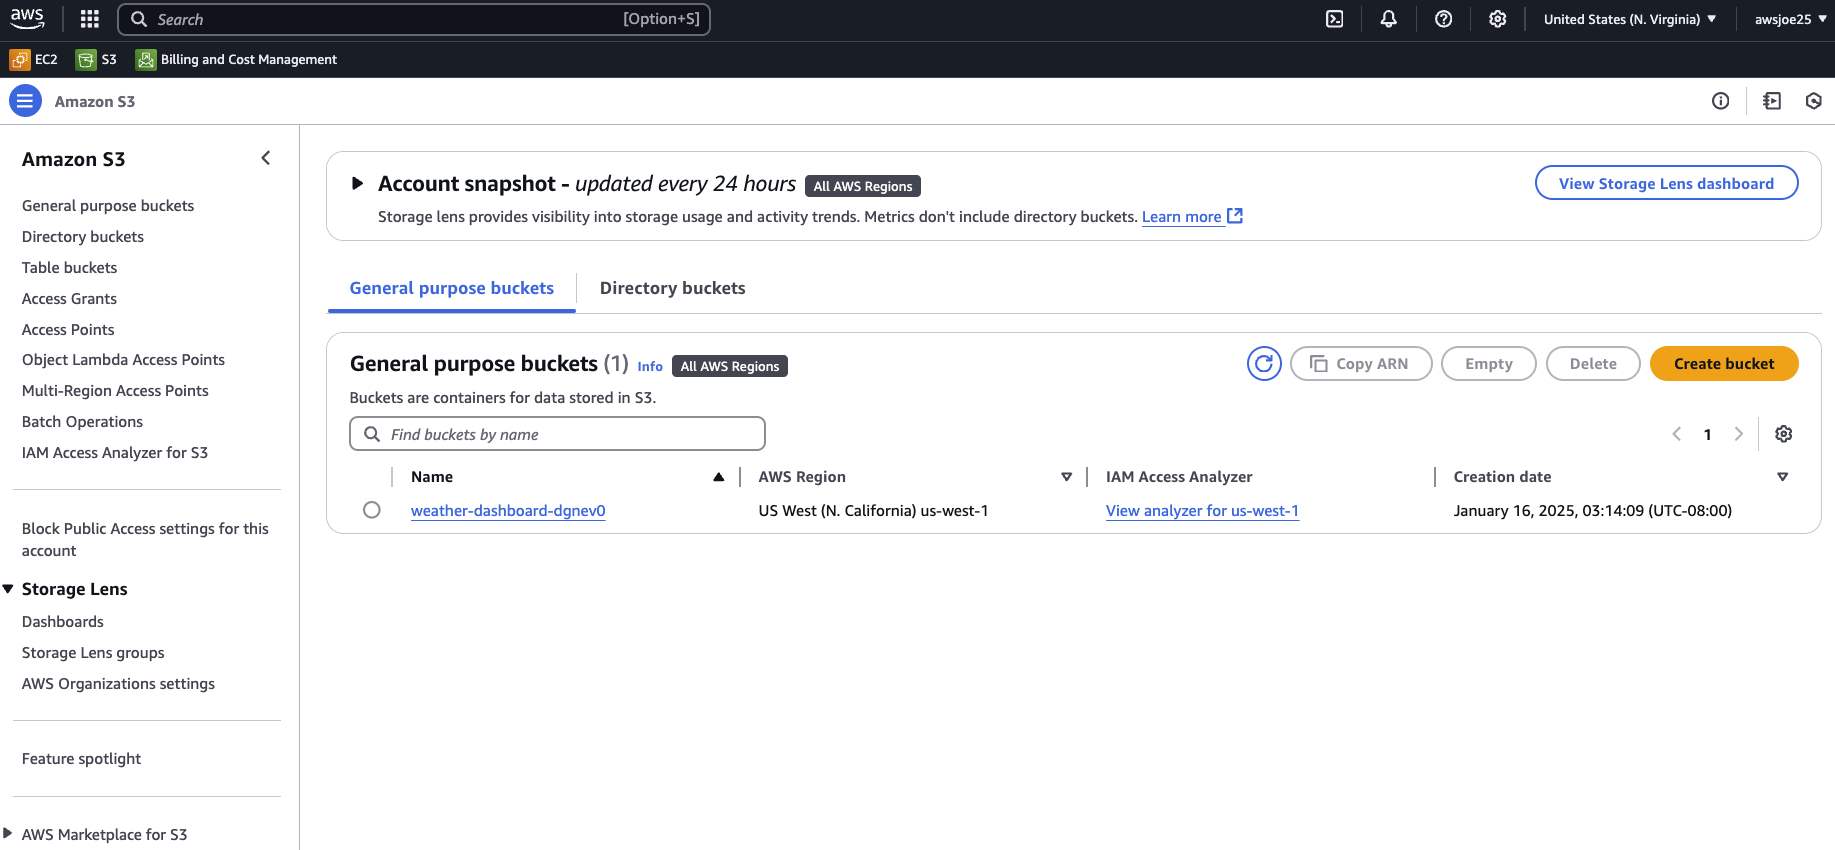 aws
Search [Option+S]
United States (N. Virginia)
awsjoe25
EC2 S3 Billing and Cost Management
Amazon S3
Amazon S3
General purpose buckets
Directory buckets
Table buckets
Access Grants
Access Points
Object Lambda Access Points
Multi-Region Access Points
Batch Operations
IAM Access Analyzer for S3
Block Public Access settings for this
account
Storage Lens
Dashboards
Storage Lens groups
AWS Organizations settings
Feature spotlight
AWS Marketplace for S3
Account snapshot - updated every 24 hours All AWS Regions
View Storage Lens dashboard
Storage lens provides visibility into storage usage and activity trends. Metrics don't include directory buckets. Learn more
General purpose buckets Directory buckets
General purpose buckets (1) Info All AWS Regions
Copy ARN Empty Delete Create bucket
Buckets are containers for data stored in S3.
Find buckets by name
1
Name AWS Region IAM Access Analyzer Creation date
weather-dashboard-dgnev0 US West (N. California) us-west-1 View analyzer for us-west-1 January 16, 2025, 03:14:09 (UTC-08:00)